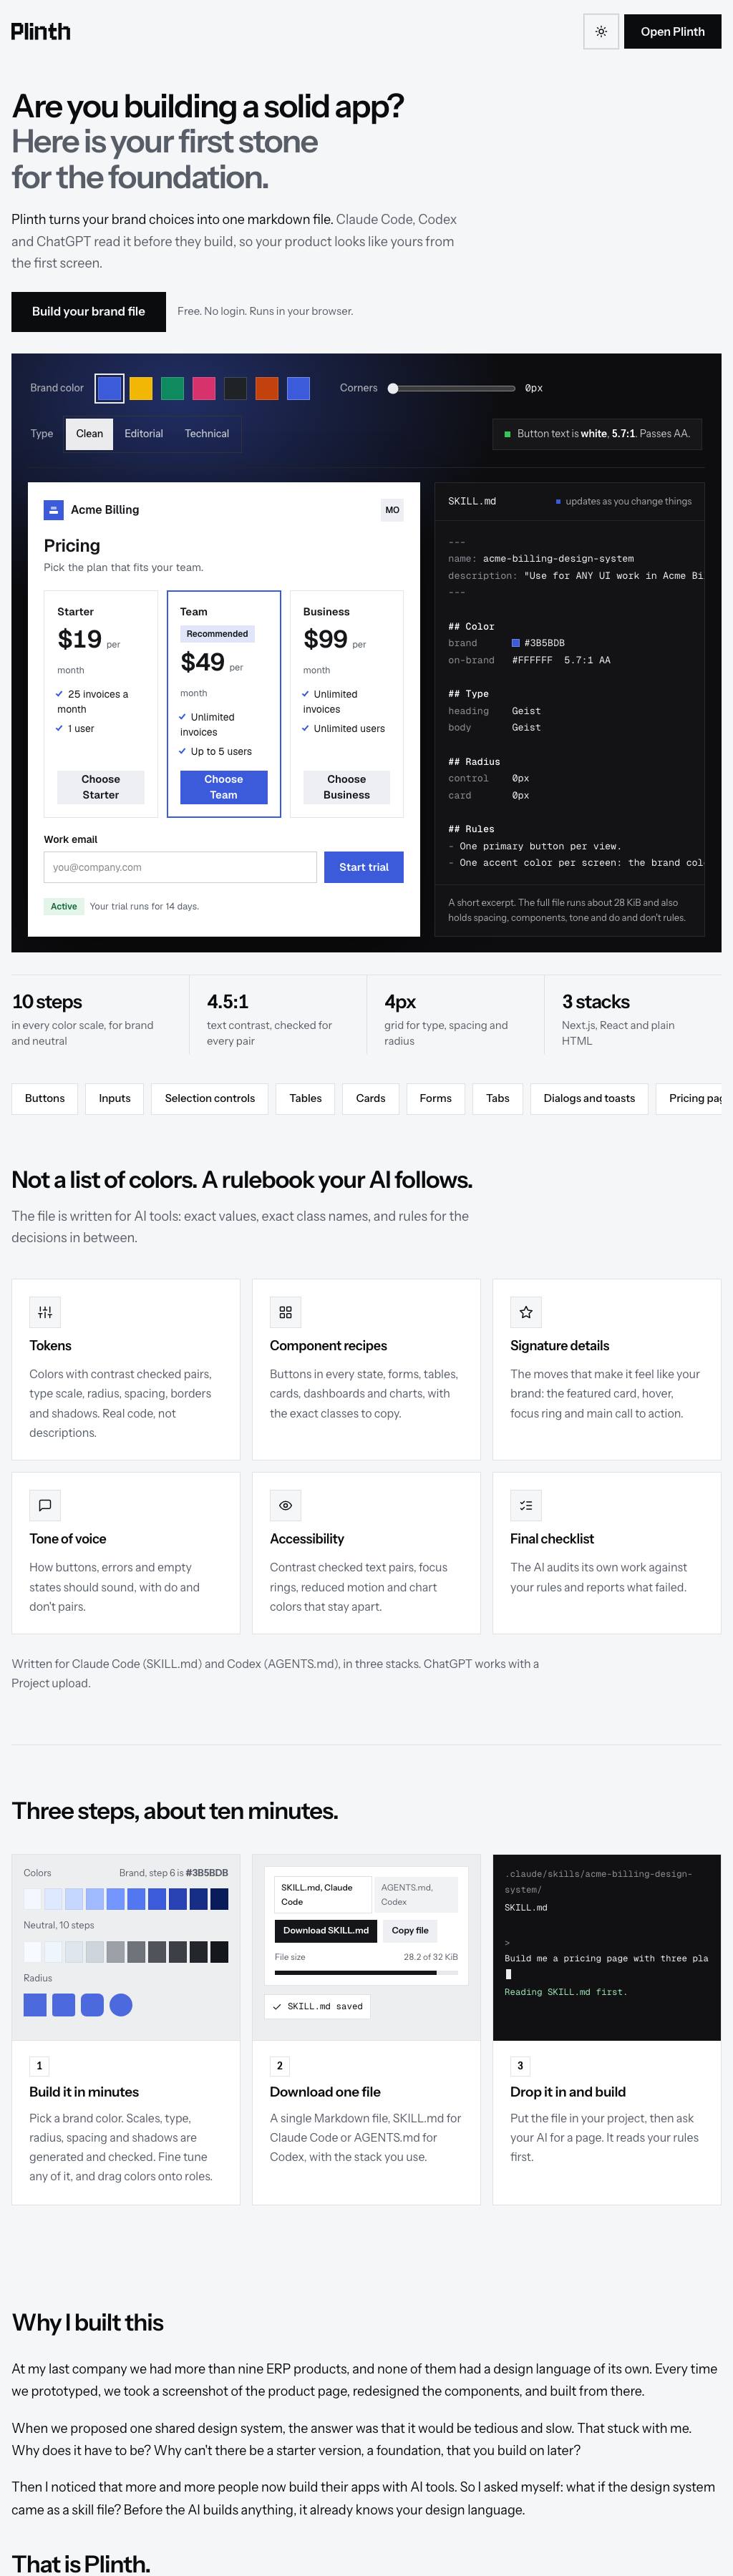 Plinth
Open Plinth
Are you building a solid app?
Here is your first stone
for the foundation.
Plinth turns your brand choices into one markdown file. Claude Code, Codex
and ChatGPT read it before they build, so your product looks like yours from
the first screen.
Build your brand file
Free. No login. Runs in your browser.
Brand color
Corners
0px
Type
Clean
Editorial
Technical
Button text is white, 5.7:1. Passes AA.
Acme Billing
MO
Pricing
Pick the plan that fits your team.
Starter
$19 per
month
25 invoices a
month
1 user
Choose
Starter
Team
Recommended
$49 per
month
Unlimited
invoices
Up to 5 users
Choose
Team
Business
$99 per
month
Unlimited
invoices
Unlimited users
Choose
Business
Work email
you@company.com
Start trial
Active
Your trial runs for 14 days.
SKILL.md
updates as you change things
---
name: acme-billing-design-system
description: "Use for ANY UI work in Acme Bi
---
## Color
brand #3B5BDB
on-brand #FFFFFF 5.7:1 AA
## Type
heading Geist
body Geist
## Radius
control 0px
card 0px
## Rules
- One primary button per view.
- One accent color per screen: the brand col
A short excerpt. The full file runs about 28 KiB and also
holds spacing, components, tone and do and don't rules.
10 steps
in every color scale, for brand
and neutral
4.5:1
text contrast, checked for
every pair
4px
grid for type, spacing and
radius
3 stacks
Next.js, React and plain
HTML
Buttons
Inputs
Selection controls
Tables
Cards
Forms
Tabs
Dialogs and toasts
Pricing pag
Not a list of colors. A rulebook your AI follows.
The file is written for AI tools: exact values, exact class names, and rules for the
decisions in between.
Tokens
Colors with contrast checked pairs,
type scale, radius, spacing, borders
and shadows. Real code, not
descriptions.
Component recipes
Buttons in every state, forms, tables,
cards, dashboards and charts, with
the exact classes to copy.
Signature details
The moves that make it feel like your
brand: the featured card, hover,
focus ring and main call to action.
Tone of voice
How buttons, errors and empty
states should sound, with do and
don't pairs.
Accessibility
Contrast checked text pairs, focus
rings, reduced motion and chart
colors that stay apart.
Final checklist
The AI audits its own work against
your rules and reports what failed.
Written for Claude Code (SKILL.md) and Codex (AGENTS.md), in three stacks. ChatGPT works with a
Project upload.
Three steps, about ten minutes.
Colors
Brand, step 6 is #3B5BDB
Neutral, 10 steps
Radius
1
Build it in minutes
Pick a brand color. Scales, type,
radius, spacing and shadows are
generated and checked. Fine tune
any of it, and drag colors onto roles.
SKILL.md, Claude
Code
AGENTS.md,
Codex
Download SKILL.md
Copy file
File size
28.2 of 32 KiB
SKILL.md saved
2
Download one file
A single Markdown file, SKILL.md for
Claude Code or AGENTS.md for
Codex, with the stack you use.
.claude/skills/acme-billing-design-
system/
SKILL.md
>
Build me a pricing page with three pla
Reading SKILL.md first.
3
Drop it in and build
Put the file in your project, then ask
your AI for a page. It reads your rules
first.
Why I built this
At my last company we had more than nine ERP products, and none of them had a design language of its own. Every time
we prototyped, we took a screenshot of the product page, redesigned the components, and built from there.
When we proposed one shared design system, the answer was that it would be tedious and slow. That stuck with me.
Why does it have to be? Why can't there be a starter version, a foundation, that you build on later?
Then I noticed that more and more people now build their apps with AI tools. So I asked myself: what if the design system
came as a skill file? Before the AI builds anything, it already knows your design language.
That is Plinth.